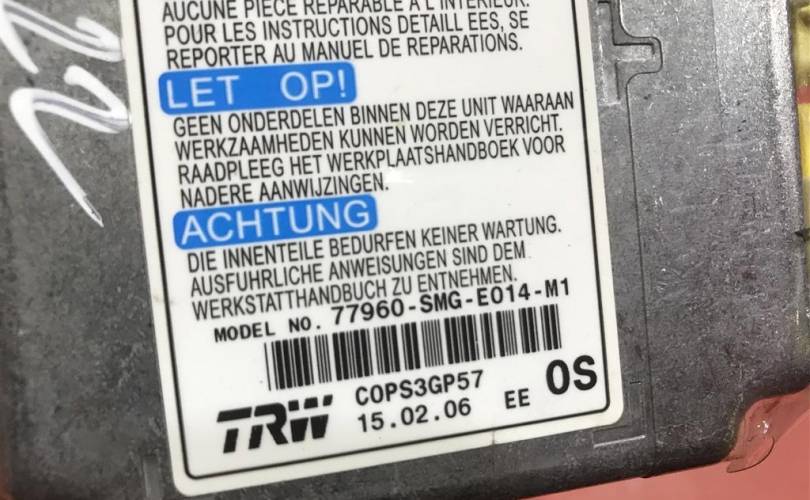 AUCUNE PIECE REPARABLE A L'INTERIEUR.
POUR LES INSTRUCTIONS DETAILL EES, SE
REPORTER AU MANUEL DE REPARATIONS.
LET OP!
GEEN ONDERDELEN BINNEN DEZE UNIT WAARAAN
WERKZAAMHEDEN KUNNEN WORDEN VERRICHT.
RAADPLEEG HET WERKPLAATSHANDBOEK VOOR
NADERE AANWIJZINGEN.
ACHTUNG
DIE INNENTEILE BEDURFEN KEINER WARTUNG.
AUSFUHRLICHE ANWEISUNGEN SIND DEM
WERKSTATTHANDBUCH ZU ENTNEHMEN.
MODEL NO. 77960-SMG-E014-M1
TRW COPS3GP57
15.02.06 EE 0S